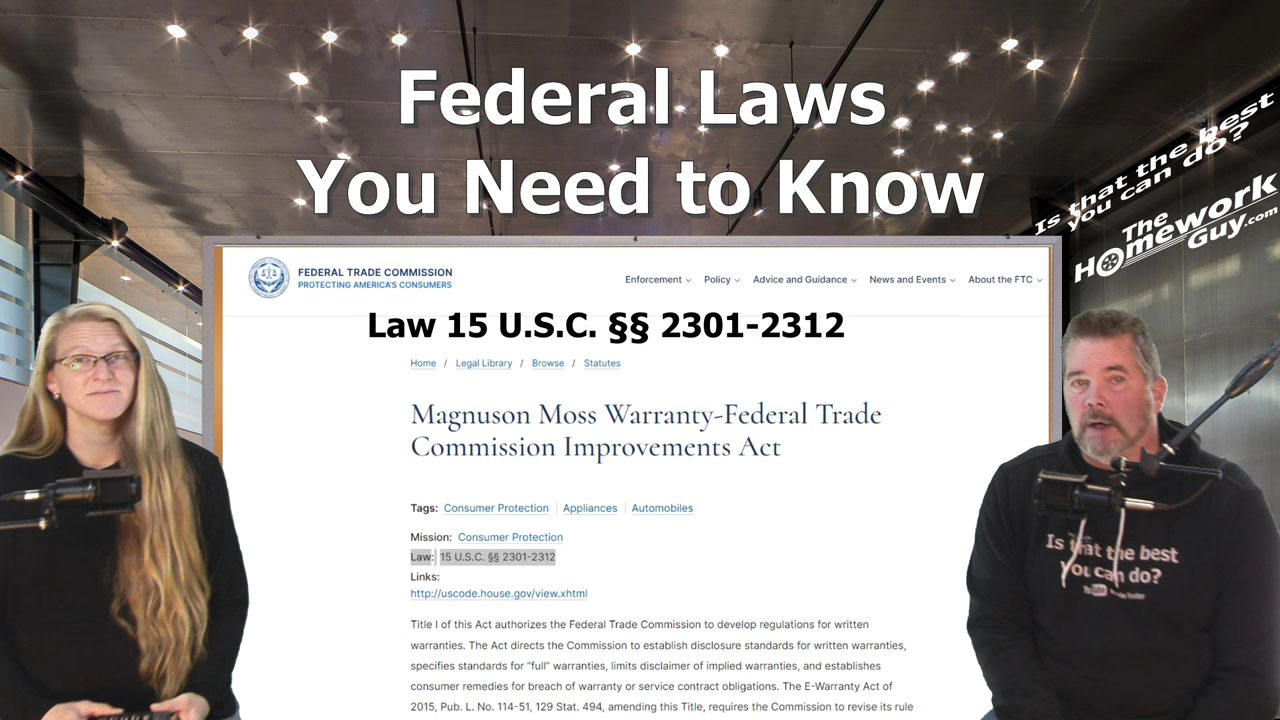 Federal Laws
You Need to Know
Is that the best
you can do?
The
Homework
Guy.com
FEDERAL TRADE COMMISSION
PROTECTING AMERICA'S CONSUMERS
Enforcement Policy Advice and Guidance News and Events About the FTC
Law 15 U.S.C. §§ 2301-2312
Home / Legal Library / Browse / Statutes
Magnuson Moss Warranty-Federal Trade
Commission Improvements Act
Tags: Consumer Protection Appliances Automobiles
Mission: Consumer Protection
Law: 15 U.S.C. §§ 2301-2312
Links:
http://uscode.house.gov/view.xhtml
Title I of this Act authorizes the Federal Trade Commission to develop regulations for written
warranties. The Act directs the Commission to establish disclosure standards for written warranties,
specifies standards for "full" warranties, limits disclaimer of implied warranties, and establishes
consumer remedies for breach of warranty or service contract obligations. The E-Warranty Act of
2015, Pub. L. No. 114-51, 129 Stat. 494, amending this Title, requires the Commission to revise its rule
Is that the best
you can do?